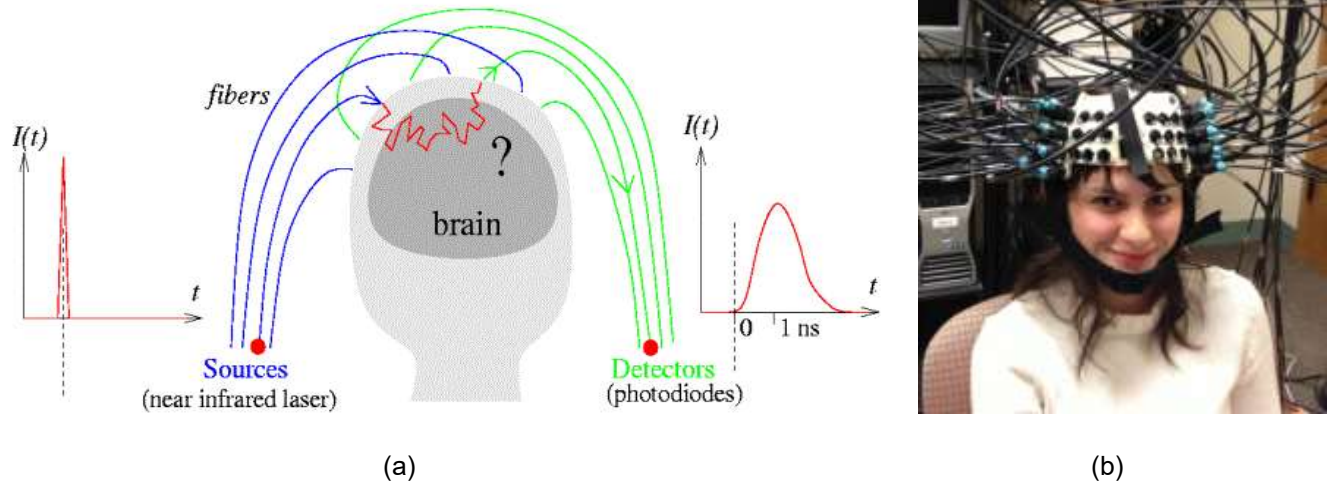 fibers
I(t)
t
brain
?
Sources
(near infrared laser)
I(t)
t
0
1 ns
Detectors
(photodiodes)
(a)
(b)